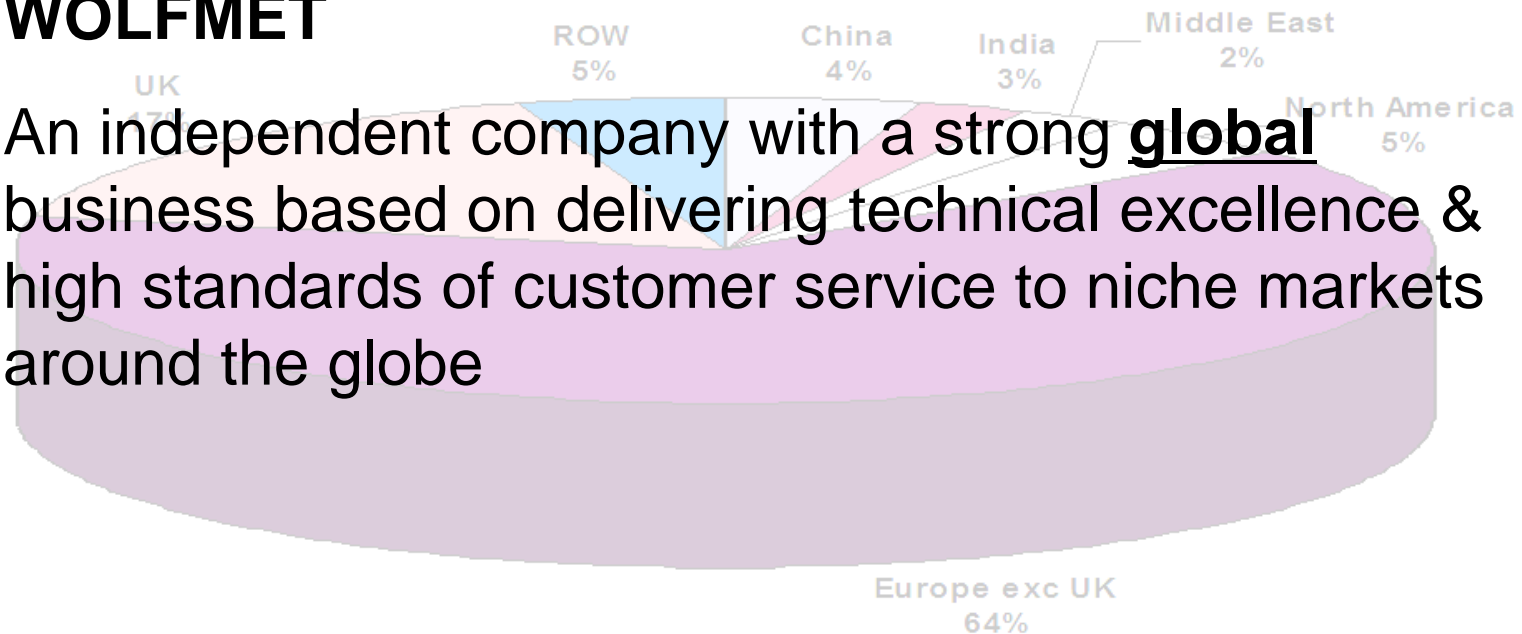 WOLFMET
ROW
5%
China
4%
India
3%
Middle East
2%
UK
17%
North America
5%
An independent company with a strong global
business based on delivering technical excellence &
high standards of customer service to niche markets
around the globe
Europe exc UK
64%